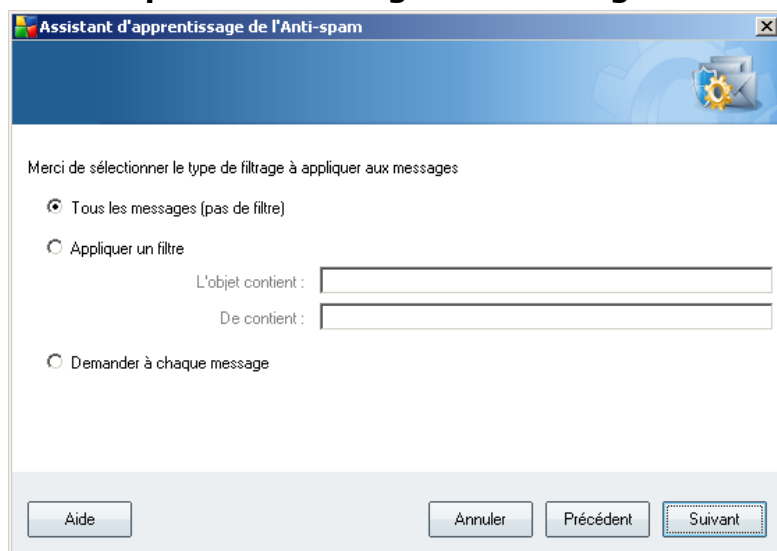 Assistant d'apprentissage de l'Anti-spam
Merci de sélectionner le type de filtrage à appliquer aux messages
Tous les messages (pas de filtre)
Appliquer un filtre
L'objet contient :
De contient :
Demander à chaque message
Aide
Annuler
Précédent
Suivant